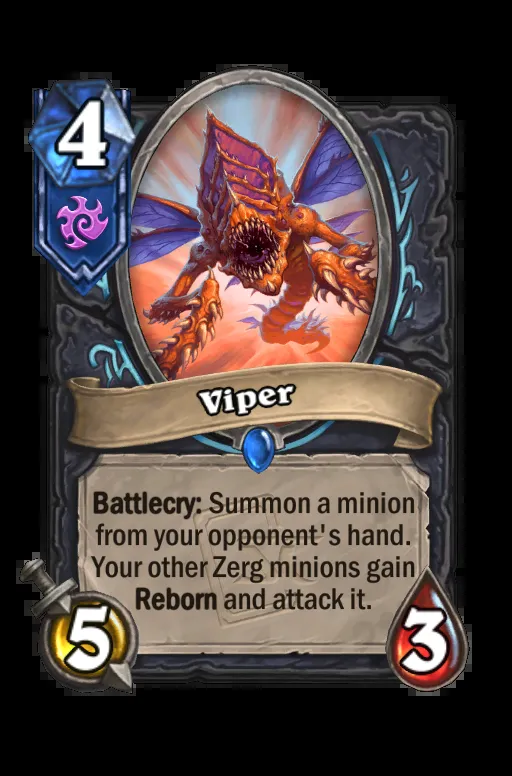 4
Viper
Battlecry: Summon a minion
from your opponent's hand.
Your other Zerg minions gain
Reborn and attack it.
5
3